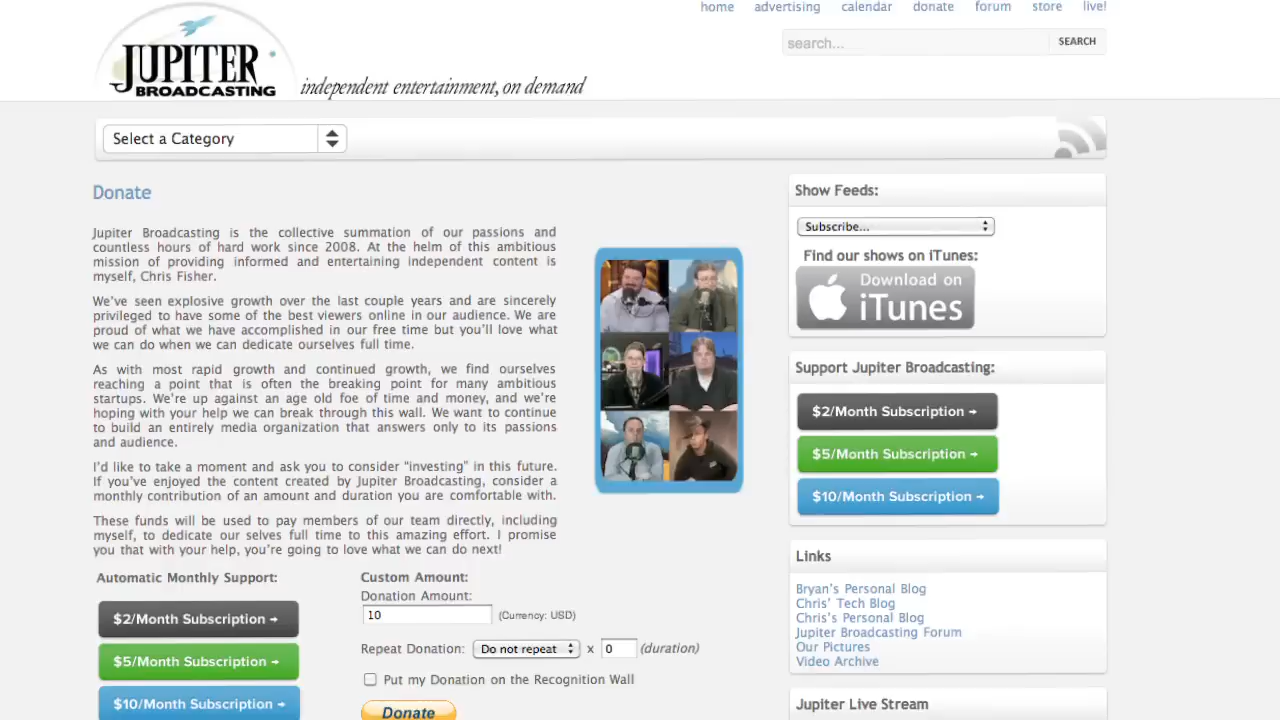 home advertising calendar donate forum store live!
JUPITER
BROADCASTING
independent entertainment, on demand
search...
SEARCH
Select a Category
Donate
Jupiter Broadcasting is the collective summation of our passions and
countless hours of hard work since 2008. At the helm of this ambitious
mission of providing informed and entertaining independent content is
myself, Chris Fisher.
We've seen explosive growth over the last couple years and are sincerely
privileged to have some of the best viewers online in our audience. We are
proud of what we have accomplished in our free time but you'll love what
we can do when we can dedicate ourselves full time.
As with most rapid growth and continued growth, we find ourselves
reaching a point that is often the breaking point for many ambitious
startups. We're up against an age old foe of time and money, and we're
hoping with your help we can break through this wall. We want to continue
to build an entirely media organization that answers only to its passions
and audience.
I'd like to take a moment and ask you to consider "investing" in this future.
If you've enjoyed the content created by Jupiter Broadcasting, consider a
monthly contribution of an amount and duration you are comfortable with.
These funds will be used to pay members of our team directly, including
myself, to dedicate our selves full time to this amazing effort. I promise
you that with your help, you're going to love what we can do next!
Automatic Monthly Support:
$2/Month Subscription →
$5/Month Subscription →
$10/Month Subscription →
Custom Amount:
Donation Amount:
10 (Currency: USD)
Repeat Donation: Do not repeat x 0 (duration)
Put my Donation on the Recognition Wall
Donate
Show Feeds:
Subscribe...
Find our shows on iTunes:
Download on
iTunes
Support Jupiter Broadcasting:
$2/Month Subscription →
$5/Month Subscription →
$10/Month Subscription →
Links
Bryan's Personal Blog
Chris' Tech Blog
Chris's Personal Blog
Jupiter Broadcasting Forum
Our Pictures
Video Archive
Jupiter Live Stream